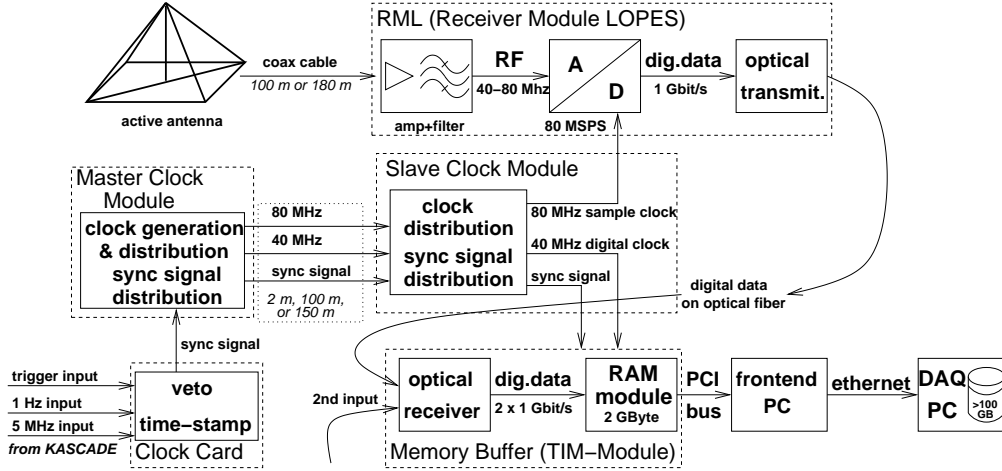 RML (Receiver Module LOPES)
coax cable
100 m or 180 m
active antenna
amp+filter
RF
40−80 Mhz
A
D
80 MSPS
dig.data
1 Gbit/s
optical
transmit.
Master Clock
Module
clock generation
& distribution
sync signal
distribution
80 MHz
40 MHz
sync signal
2 m, 100 m,
or 150 m
Slave Clock Module
clock
distribution
sync signal
distribution
80 MHz sample clock
40 MHz digital clock
sync signal
digital data
on optical fiber
sync signal
trigger input
1 Hz input
5 MHz input
from KASCADE
veto
time−stamp
Clock Card
2nd input
optical
receiver
dig.data
2 x 1 Gbit/s
RAM
module
2 GByte
Memory Buffer (TIM−Module)
PCI
bus
frontend
PC
ethernet
DAQ
PC
>100
GB